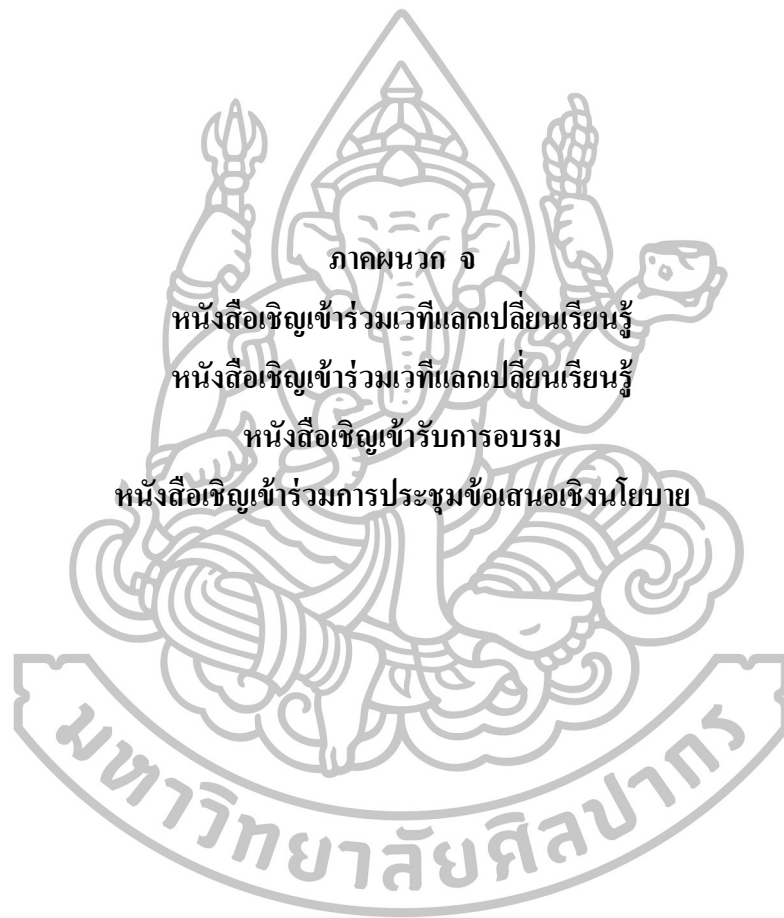 ภาคผนวก จ
หนังสือเชิญเข้าร่วมเวทีแลกเปลี่ยนเรียนรู้
หนังสือเชิญเข้าร่วมเวทีแลกเปลี่ยนเรียนรู้
หนังสือเชิญเข้ารับการอบรม
หนังสือเชิญเข้าร่วมการประชุมข้อเสนอเชิงนโยบาย
มหาวิทยาลัยศิลปากร